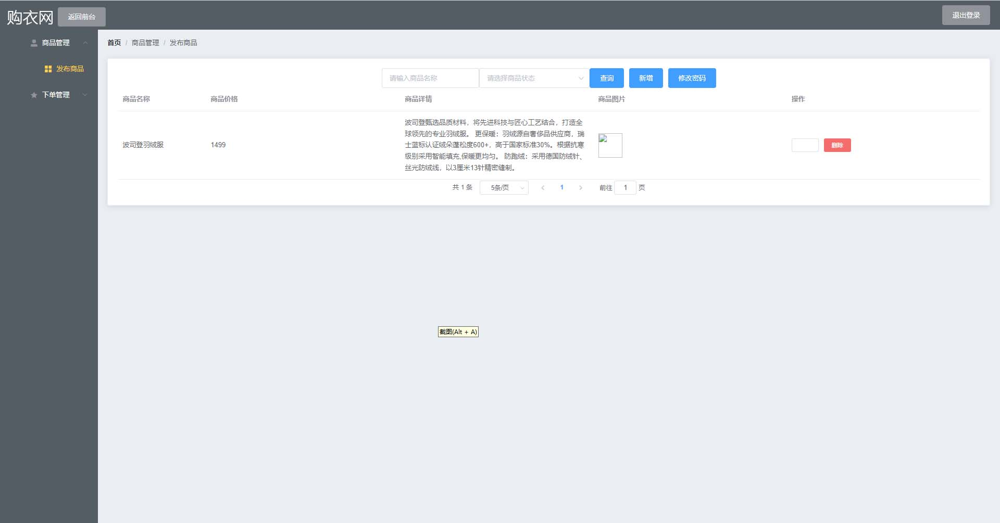 购衣网 返回前台 退出登录
商品管理
发布商品
下单管理
首页 / 商品管理 / 发布商品
请输入商品名称 请选择商品状态 查询 新增 修改密码
商品名称 商品价格 商品详情 商品图片 操作
波司登羽绒服 1499
波司登甄选品质材料，将先进科技与匠心工艺结合，打造全
球领先的专业羽绒服。 更保暖：羽绒源自奢侈品供应商，瑞
士蓝标认证绒朵蓬松度600+，高于国家标准30%。根据抗寒
级别采用智能填充,保暖更均匀。 防跑绒：采用德国防绒针、
丝光防绒线，以3厘米13针精密缝制。
删除
共 1 条 5条/页 1 前往 1 页
截图(Alt + A)